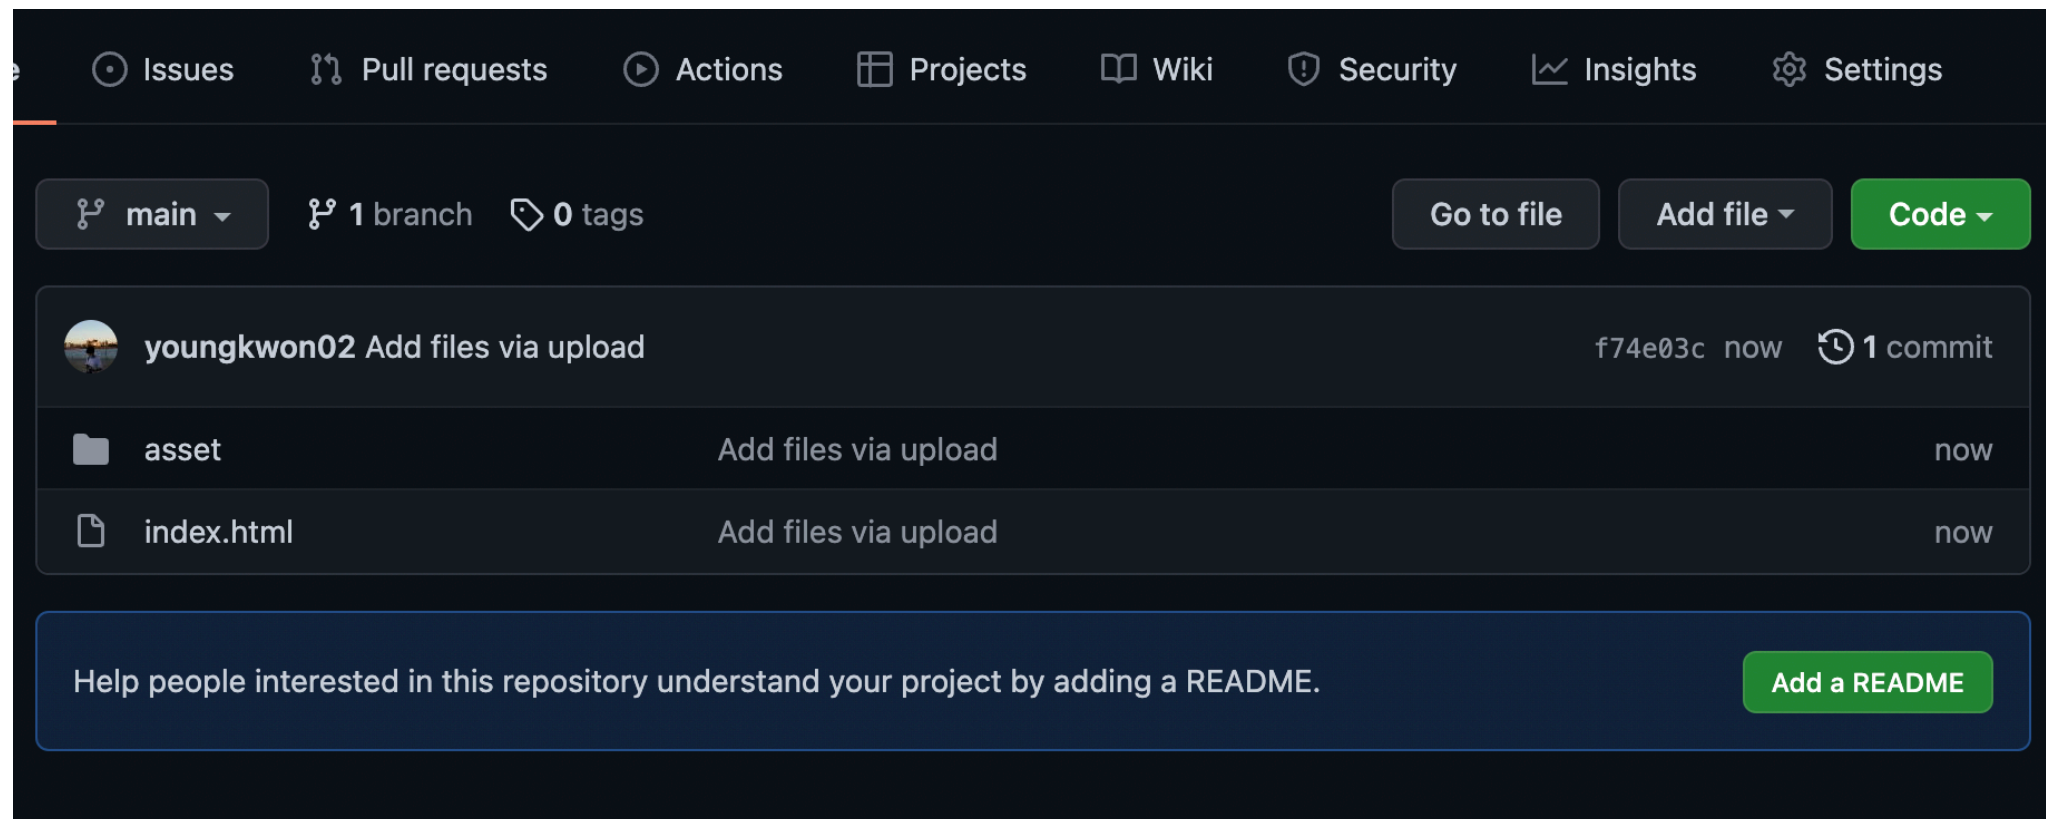 e Issues Pull requests Actions Projects Wiki Security Insights Settings
main 1 branch 0 tags Go to file Add file Code
youngkwon02 Add files via upload f74e03c now 1 commit
asset Add files via upload now
index.html Add files via upload now
Help people interested in this repository understand your project by adding a README. Add a README